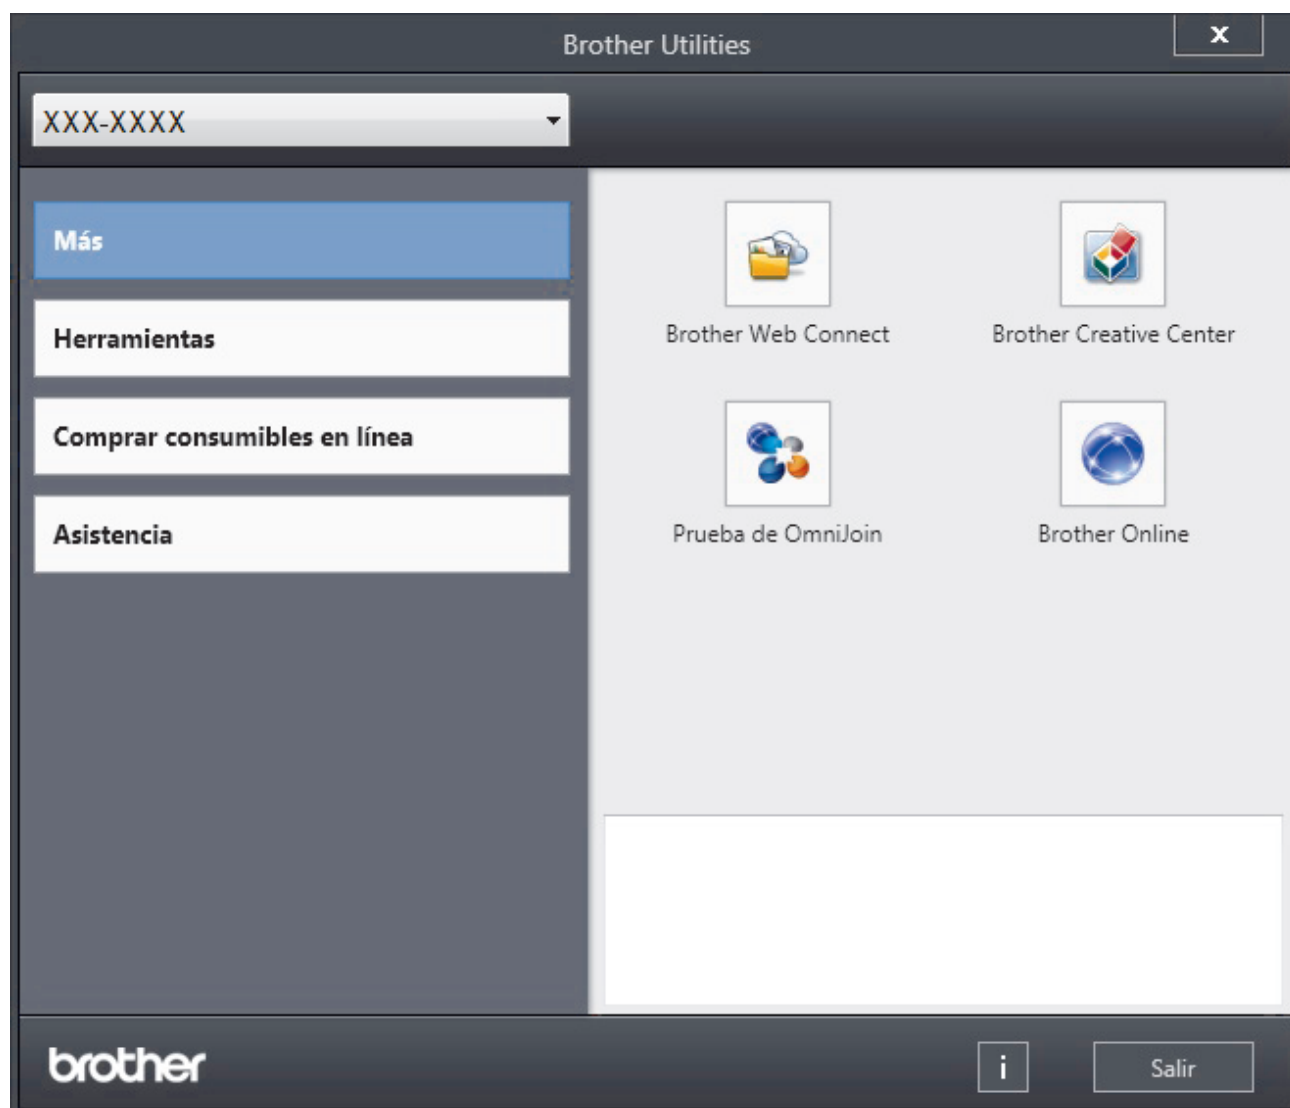 Brother Utilities
x
XXX-XXXX
Más
Herramientas
Comprar consumibles en línea
Asistencia
Brother Web Connect
Brother Creative Center
Prueba de OmniJoin
Brother Online
brother
i
Salir